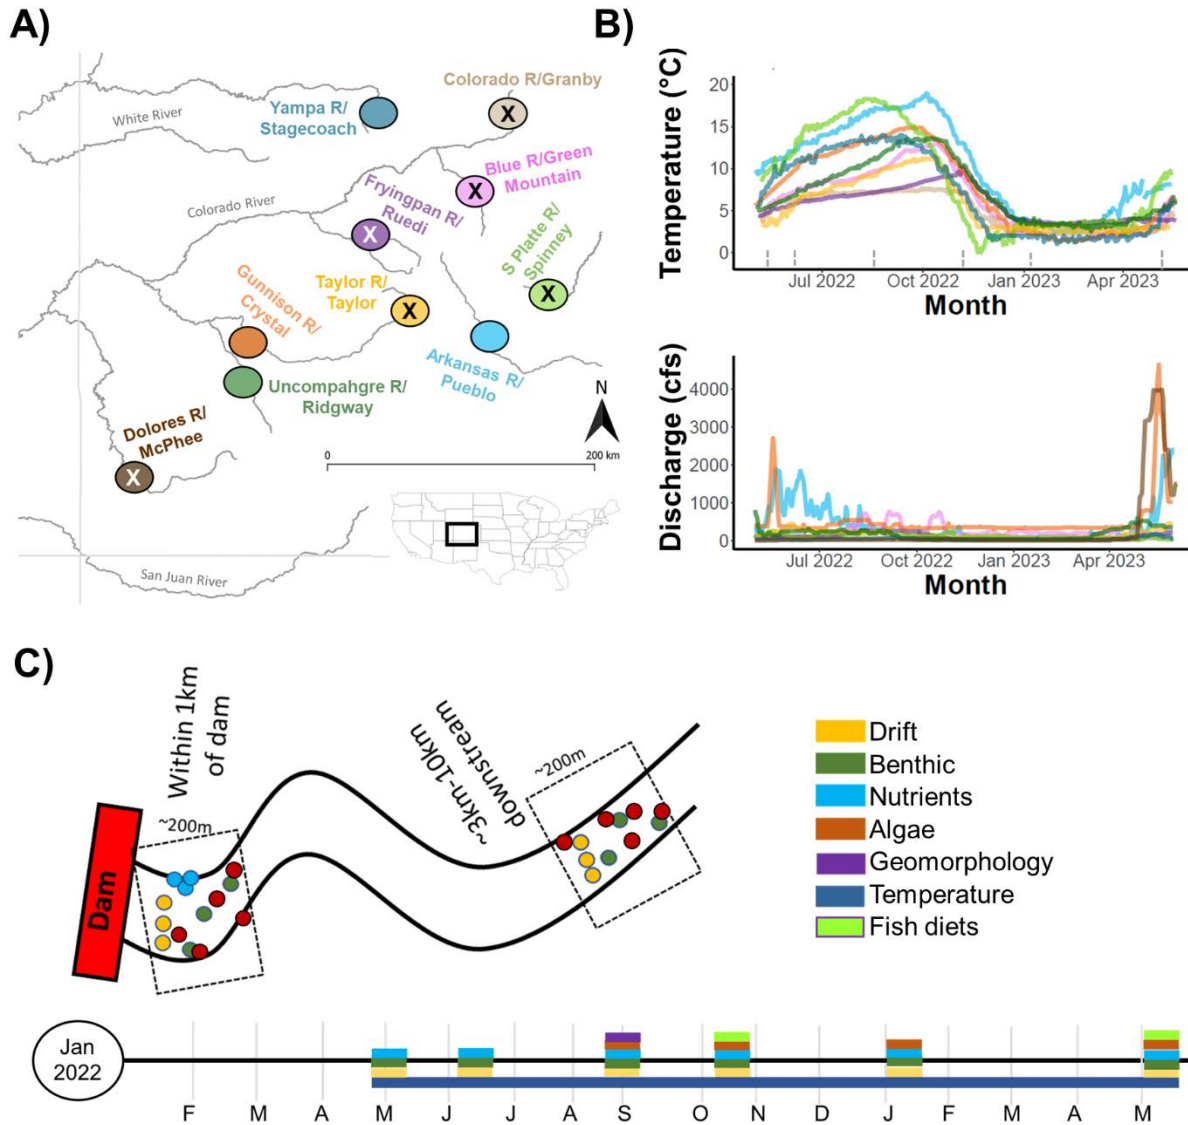 A)
Colorado R/Granby
White River
Yampa R/
Stagecoach
X
Blue R/Green
Mountain
X
Fryingpan R/
Ruedi
X
Colorado River
S Platte R/
Spinney
X
Gunnison R/
Crystal
Taylor R/
Taylor
X
Arkansas R/
Pueblo
Uncompahgre R/
Ridgway
N
Dolores R/
McPhee
X
0
200 km
San Juan River
B)
Temperature (°C)
20
15
10
5
0
Jul 2022
Oct 2022
Jan 2023
Apr 2023
Month
Discharge (cfs)
4000
3000
2000
1000
0
Jul 2022
Oct 2022
Jan 2023
Apr 2023
Month
C)
Within 1km
of dam
~200m
Dam
~3km-10km
downstream
~200m
Drift
Benthic
Nutrients
Algae
Geomorphology
Temperature
Fish diets
Jan
2022
F M A M J J A S O N D J F M A M